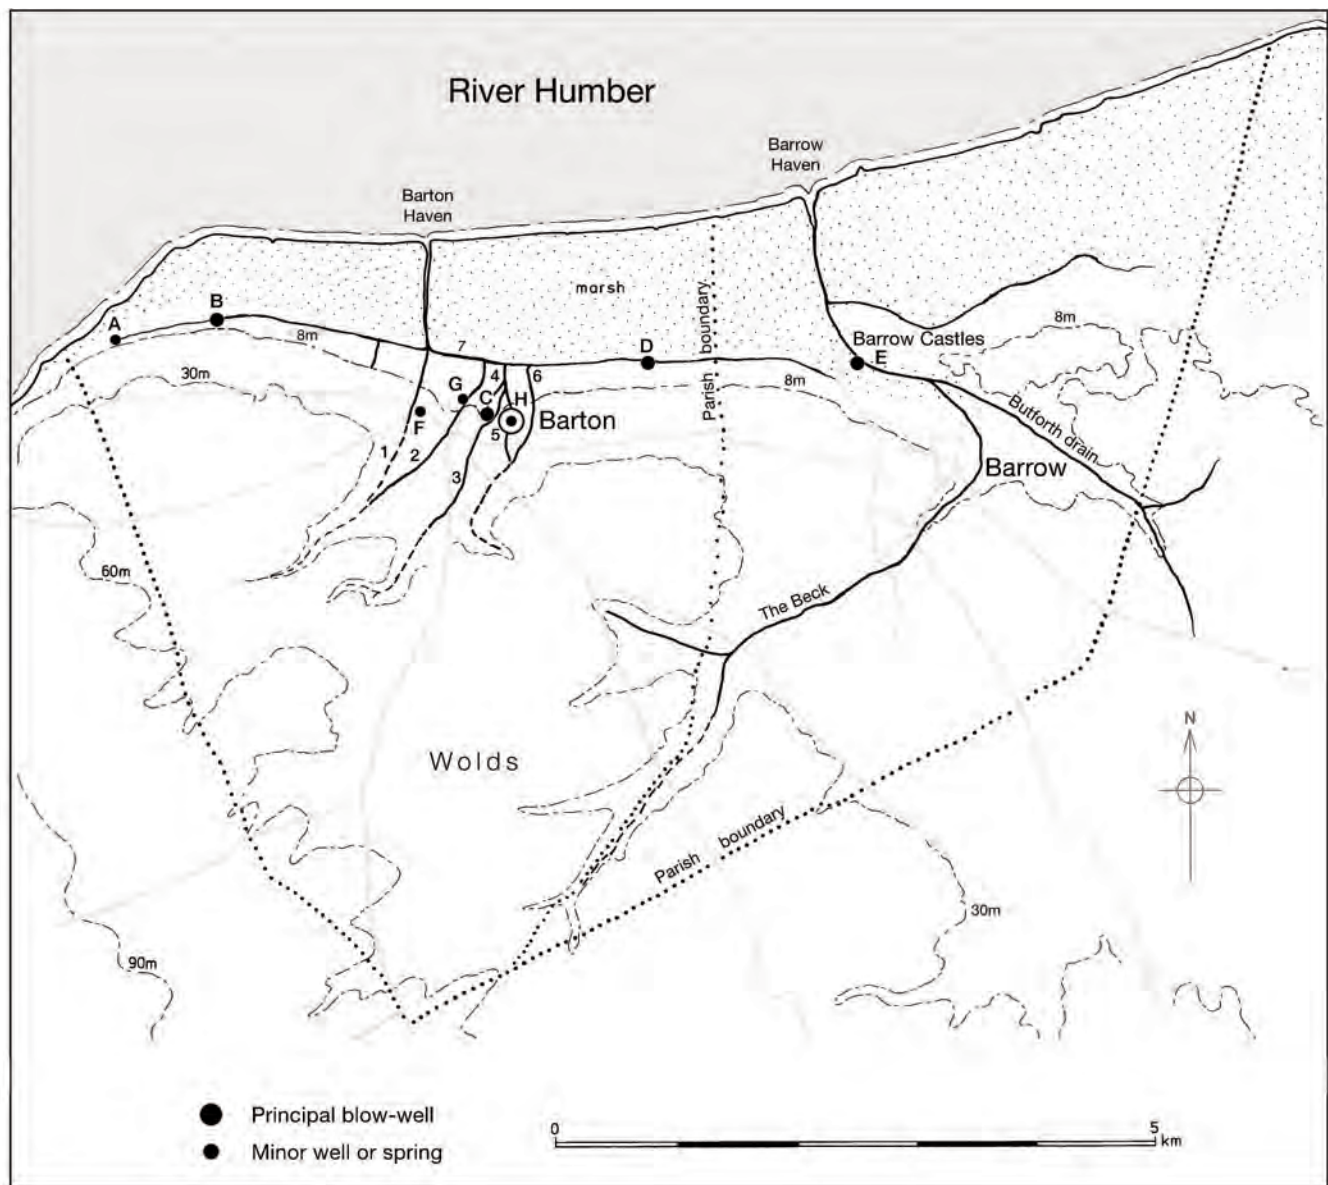 River Humber
Barrow
Haven
Barton
Haven
marsh
Parish boundary
A
B
8m
7
D
Barrow Castles
E
8m
30m
G
4
6
C
H
F
5
Barton
8m
1
2
3
Butforth drain
Barrow
60m
The Beck
N
Wolds
Parish boundary
30m
90m
Principal blow-well
Minor well or spring
0
5
km